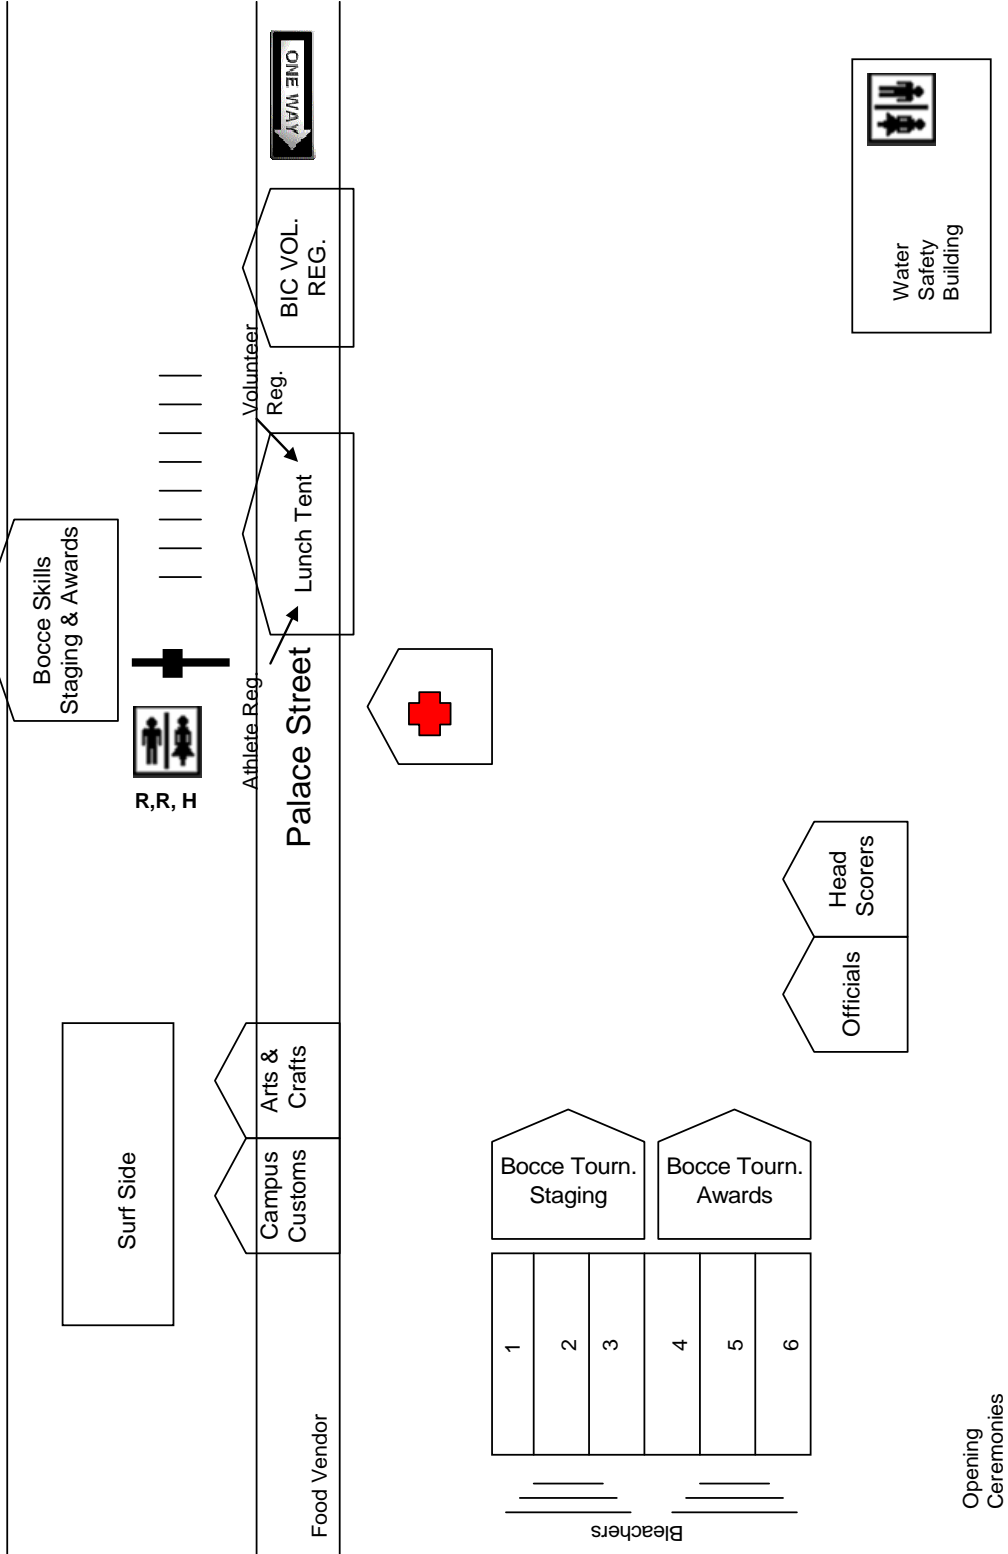 ONE WAY
BIC VOL.
REG.
Water
Safety
Building
Volunteer
Reg.
Lunch Tent
Bocce Skills
Staging & Awards
Athlete Reg.
Palace Street
R,R, H
Head
Scorers
Officials
Arts &
Crafts
Campus
Customs
Surf Side
Bocce Tourn.
Staging
Bocce Tourn.
Awards
1
2
3
4
5
6
Food Vendor
Bleachers
Opening
Ceremonies